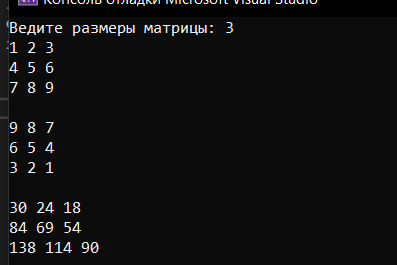 Консоль отладки Microsoft Visual Studio
Ведите размеры матрицы: 3
1 2 3
4 5 6
7 8 9
9 8 7
6 5 4
3 2 1
30 24 18
84 69 54
138 114 90